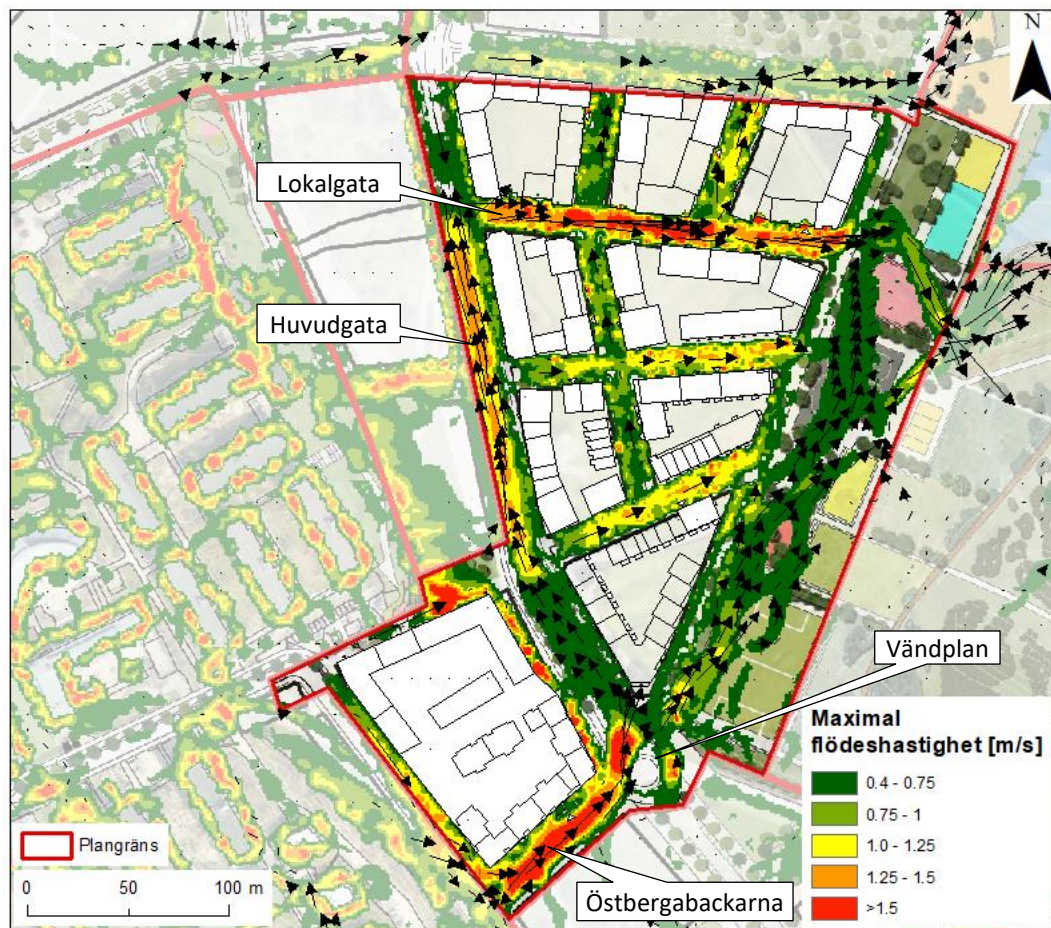 N
Lokalgata
Huvudgata
Vändplan
Maximal
flödeshastighet [m/s]
0.4 - 0.75
0.75 - 1
1.0 - 1.25
1.25 - 1.5
>1.5
Plangräns
0 50 100 m
Östbergabackarna